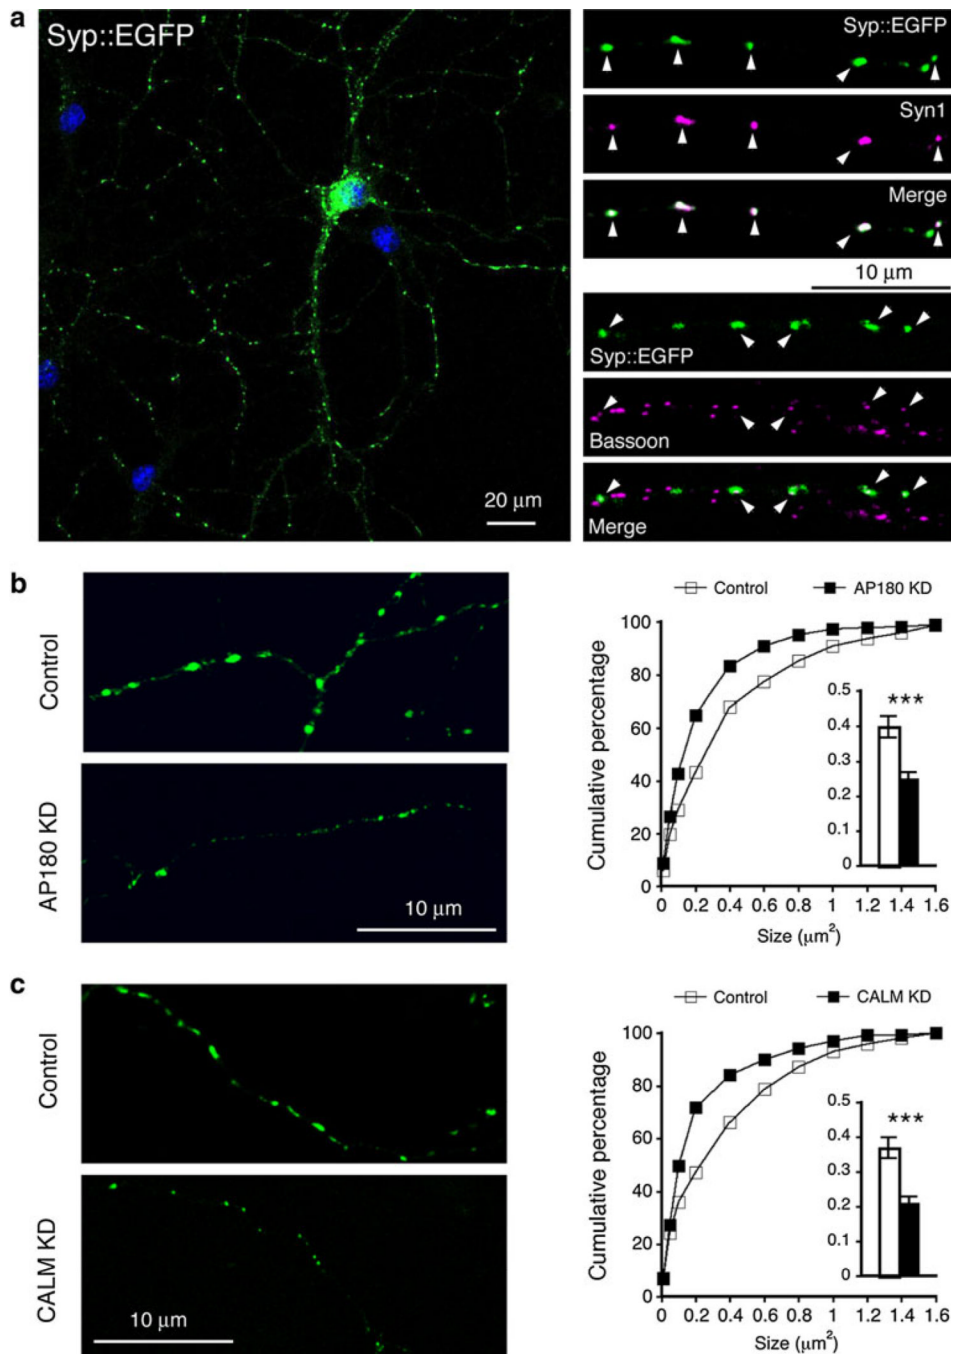 a
Syp::EGFP
20 μm
Syp::EGFP
Syn1
Merge
10 μm
Syp::EGFP
Bassoon
Merge
b
Control
AP180 KD
10 μm
Control AP180 KD
Cumulative percentage
100
80
60
40
20
0
0 0.2 0.4 0.6 0.8 1 1.2 1.4 1.6
Size (μm²)
0.5
0.4
0.3
0.2
0.1
0
***
c
Control
CALM KD
10 μm
Control CALM KD
Cumulative percentage
100
80
60
40
20
0
0 0.2 0.4 0.6 0.8 1 1.2 1.4 1.6
Size (μm²)
0.5
0.4
0.3
0.2
0.1
0
***